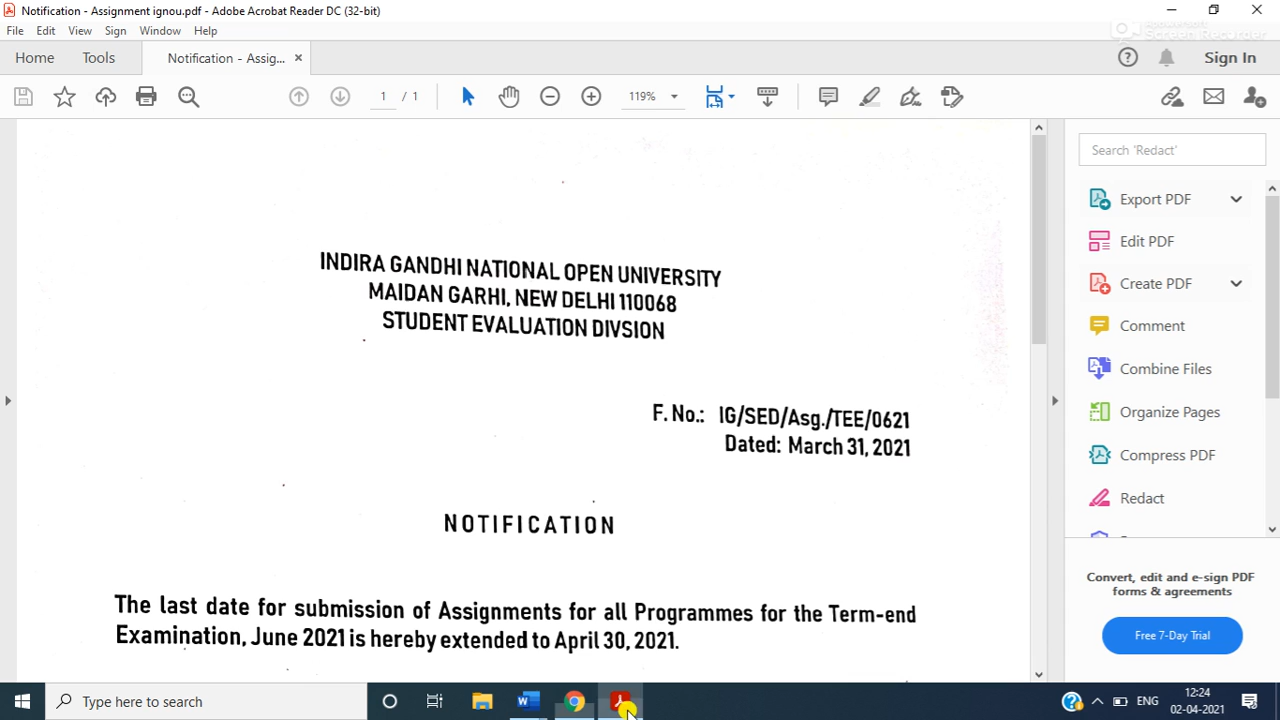 Notification - Assignment ignou.pdf - Adobe Acrobat Reader DC (32-bit)
File Edit View Sign Window Help
Screen Recorder
Home Tools Notification - Assig... × Sign In
1 / 1 119%
Search 'Redact'
Export PDF
Edit PDF
Create PDF
Comment
Combine Files
Organize Pages
Compress PDF
Redact
Convert, edit and e-sign PDF
forms & agreements
Free 7-Day Trial
INDIRA GANDHI NATIONAL OPEN UNIVERSITY
MAIDAN GARHI, NEW DELHI 110068
STUDENT EVALUATION DIVSION
F. No.: IG/SED/Asg./TEE/0621
Dated: March 31, 2021
NOTIFICATION
The last date for submission of Assignments for all Programmes for the Term-end
Examination, June 2021 is hereby extended to April 30, 2021.
Type here to search
ENG
12:24
02-04-2021